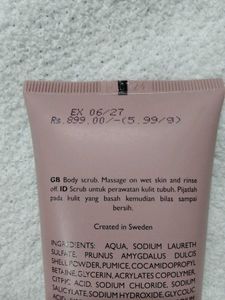 EX 06/27
Rs.899.00/-(5.99/g)
GB Body scrub. Massage on wet skin and rinse
off. ID Scrub untuk perawatan kulit tubuh. Pijatlah
pada kulit yang basah kemudian bilas sampai
bersih.
Created in Sweden
INGREDIENTS: AQUA, SODIUM LAURETH
SULFATE, PRUNUS AMYGDALUS DULCIS
SHELL POWDER, PUMICE, COCAMIDOPROPYL
BETAINE, GLYCERIN, ACRYLATES COPOLYMER,
CITRIC ACID, SODIUM CHLORIDE, SODIUM
SALICYLATE, SODIUM HYDROXIDE, GLYCOLIC